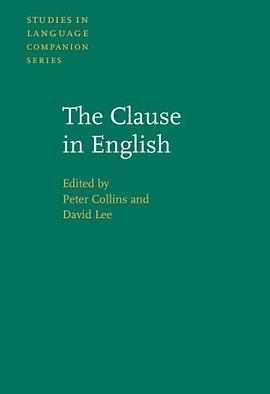 STUDIES IN
LANGUAGE
COMPANION
SERIES
The Clause
in English
Edited by
Peter Collins and
David Lee